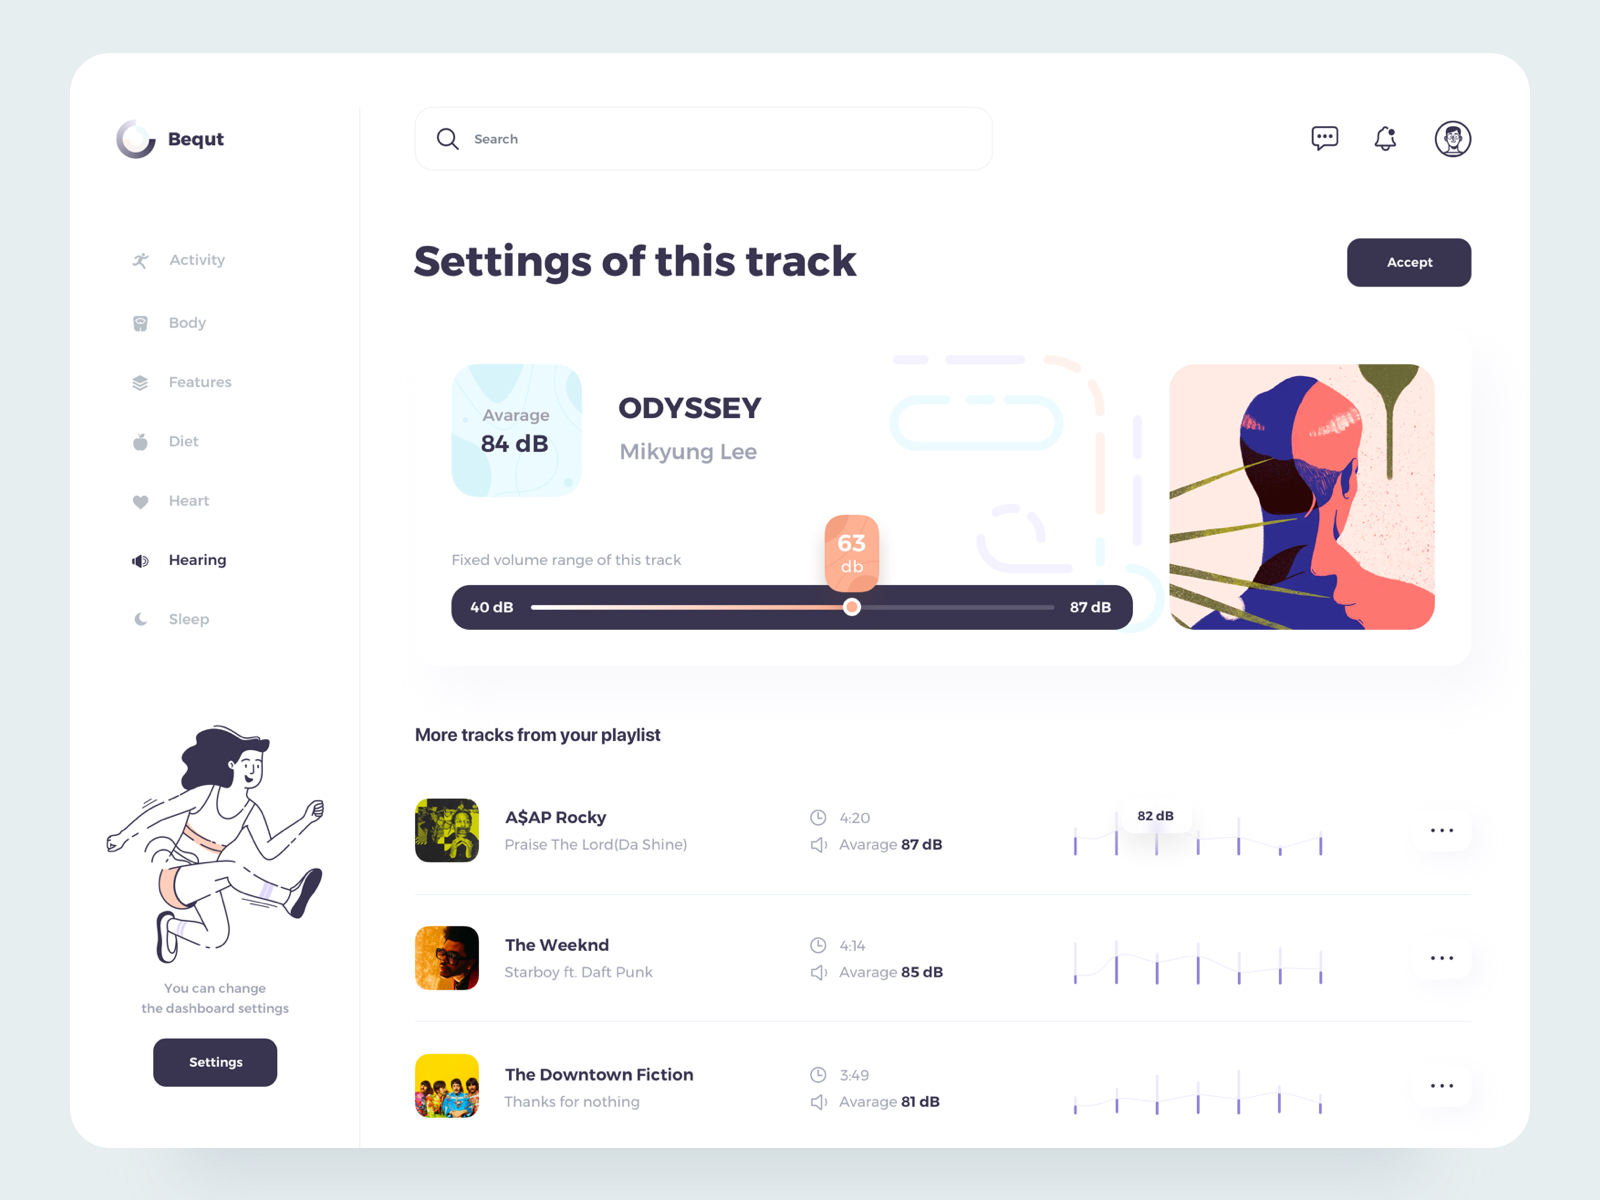 Bequt
Search
Activity
Body
Features
Diet
Heart
Hearing
Sleep
You can change
the dashboard settings
Settings
Settings of this track
Accept
Avarage
84 dB
ODYSSEY
Mikyung Lee
Fixed volume range of this track
63
db
40 dB
87 dB
More tracks from your playlist
A$AP Rocky
Praise The Lord(Da Shine)
4:20
Avarage 87 dB
82 dB
The Weeknd
Starboy ft. Daft Punk
4:14
Avarage 85 dB
The Downtown Fiction
Thanks for nothing
3:49
Avarage 81 dB